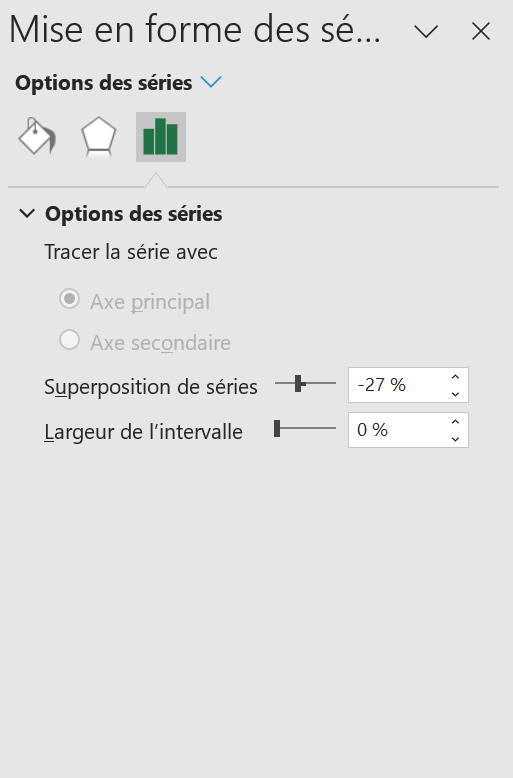 Mise en forme des sé...
Options des séries
Options des séries
Tracer la série avec
Axe principal
Axe secondaire
Superposition de séries -27 %
Largeur de l’intervalle 0 %